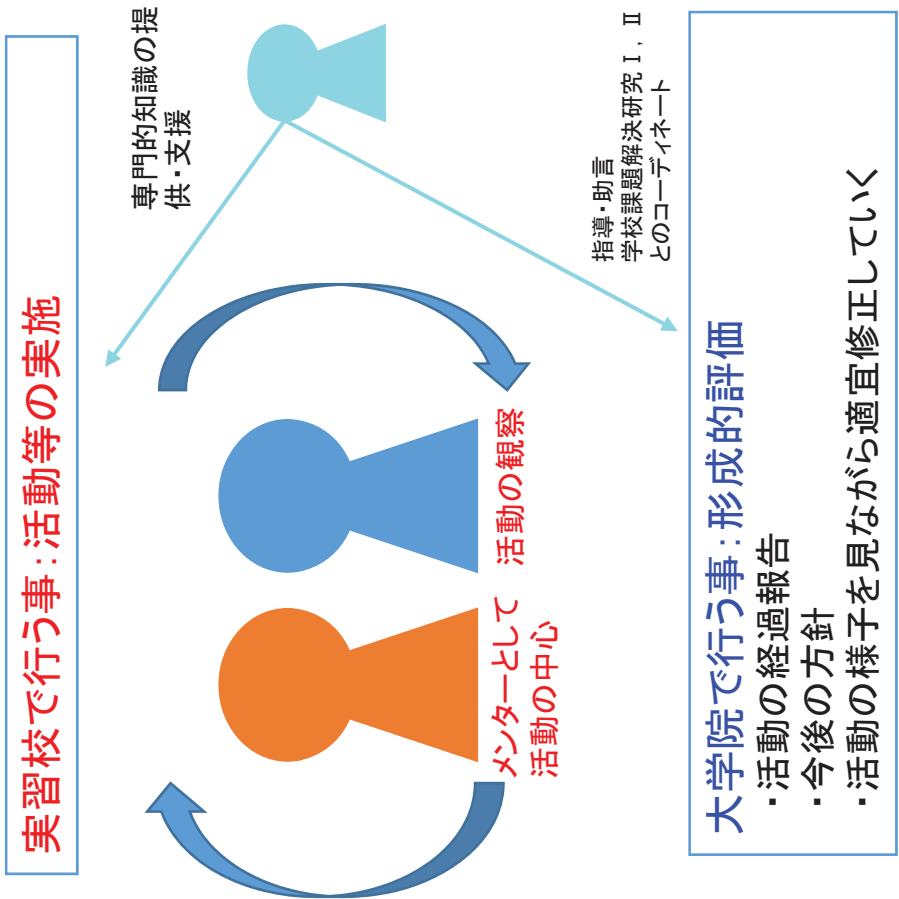 実習校で行う事：活動等の実施
専門的知識の提
供・支援
メンターとして
活動の中心
活動の観察
指導・助言
学校課題解決研究Ⅰ，Ⅱ
とのコーディネート
大学院で行う事：形成的評価
・活動の経過報告
・今後の方針
・活動の様子を見ながら適宜修正していく